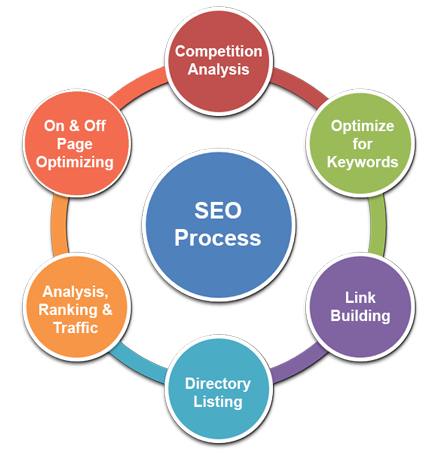 Competition
Analysis
Optimize
for
Keywords
Link
Building
Directory
Listing
Analysis,
Ranking &
Traffic
On & Off
Page
Optimizing
SEO
Process